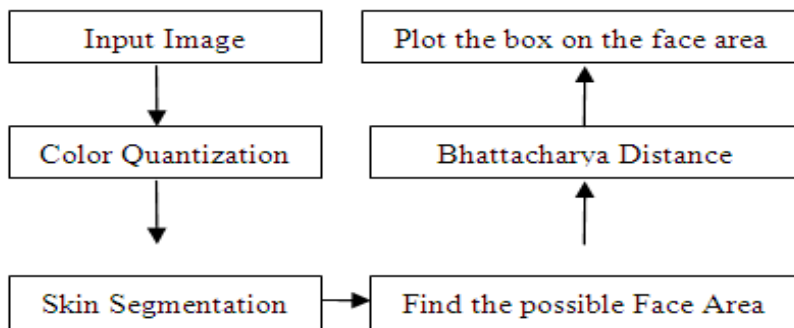 Input Image
Color Quantization
Skin Segmentation
Find the possible Face Area
Bhattacharya Distance
Plot the box on the face area